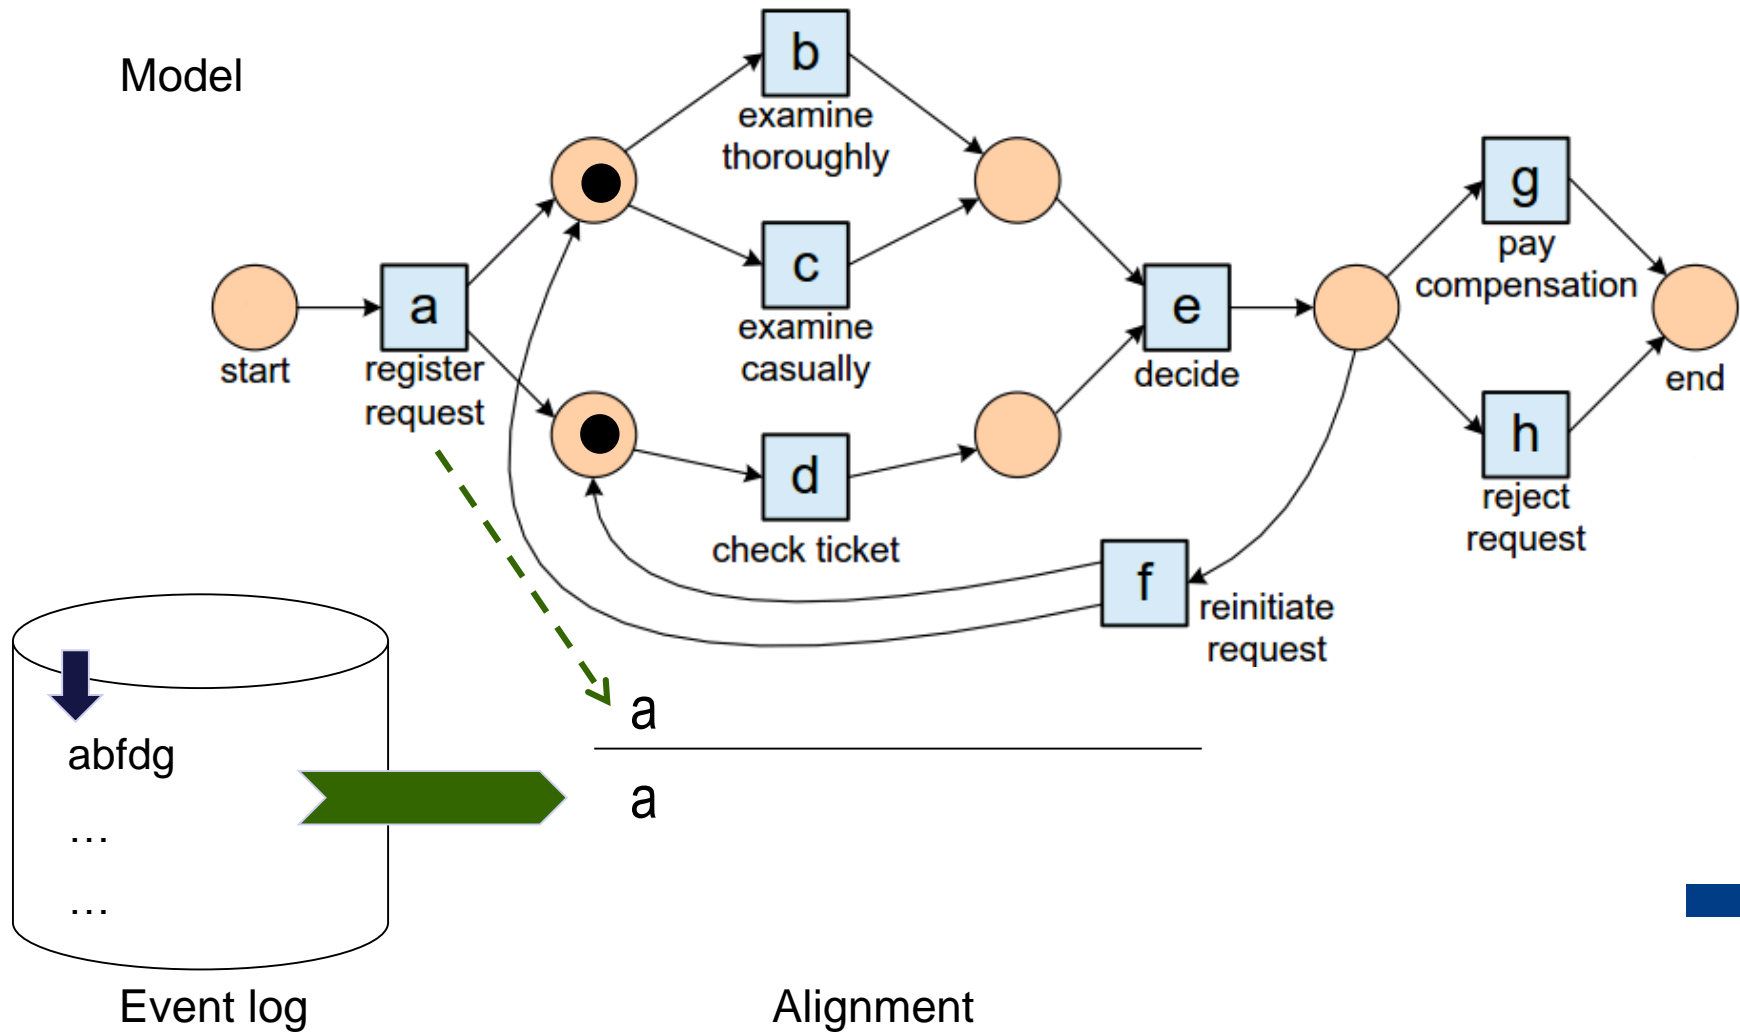 Model
b
examine
thoroughly
c
examine
casually
a
register
request
start
d
check ticket
e
decide
g
pay
compensation
end
h
reject
request
f
reinitiate
request
abfdg
…
…
a
a
Event log
Alignment